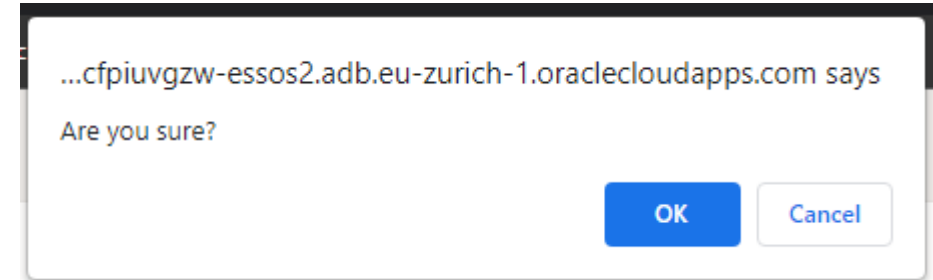 ...cfpiuvgzw-essos2.adb.eu-zurich-1.oraclecloudapps.com says
Are you sure?
OK
Cancel